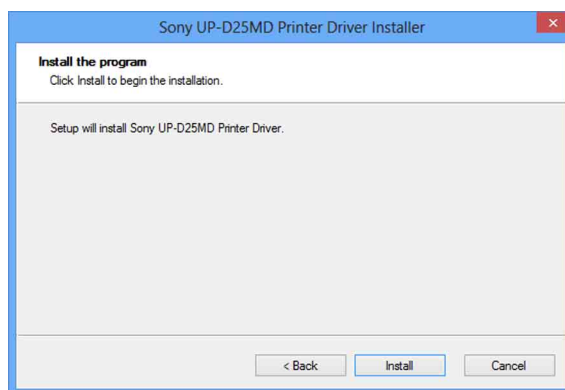 Sony UP-D25MD Printer Driver Installer
Install the program
Click Install to begin the installation.
Setup will install Sony UP-D25MD Printer Driver.
< Back Install Cancel